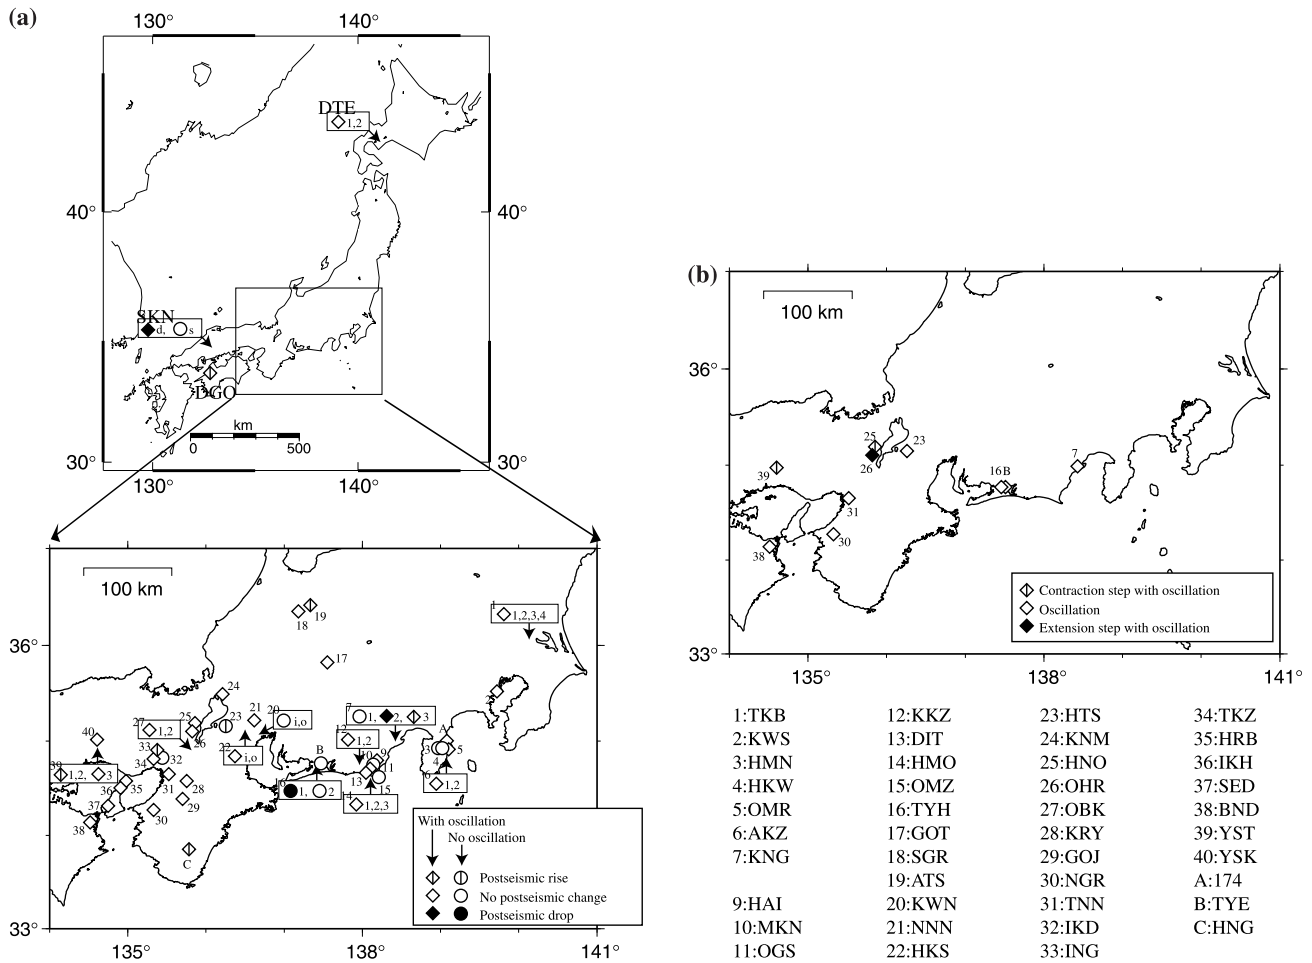 (a)
130° 140°
DTE
1,2
40° 40°
SKN
d, s
DGO
km
0 500
30° 30°
130° 140°
100 km
36°
33°
135° 138° 141°
1
1,2,3,4
18 19
17
24
2
21
20
i,o
7
1, 2, 3
27
1,2
25
23
26
22
i,o
12
1,2
A
B
40
33
34
32
10 9
11
3
4
5
6
1,2
39
1,2, 3
36 35
31
28
29
16
1, 2
13
15
14
1,2,3
37
38
30
C
With oscillation
No oscillation
Postseismic rise
No postseismic change
Postseismic drop
(b)
100 km
36°
25 23
26
39
16B
7
31
30
38
Contraction step with oscillation
Oscillation
Extension step with oscillation
33°
135° 138° 141°
1:TKB 12:KKZ 23:HTS 34:TKZ
2:KWS 13:DIT 24:KNM 35:HRB
3:HMN 14:HMO 25:HNO 36:IKH
4:HKW 15:OMZ 26:OHR 37:SED
5:OMR 16:TYH 27:OBK 38:BND
6:AKZ 17:GOT 28:KRY 39:YST
7:KNG 18:SGR 29:GOJ 40:YSK
19:ATS 30:NGR A:174
9:HAI 20:KWN 31:TNN B:TYE
10:MKN 21:NNN 32:IKD C:HNG
11:OGS 22:HKS 33:ING